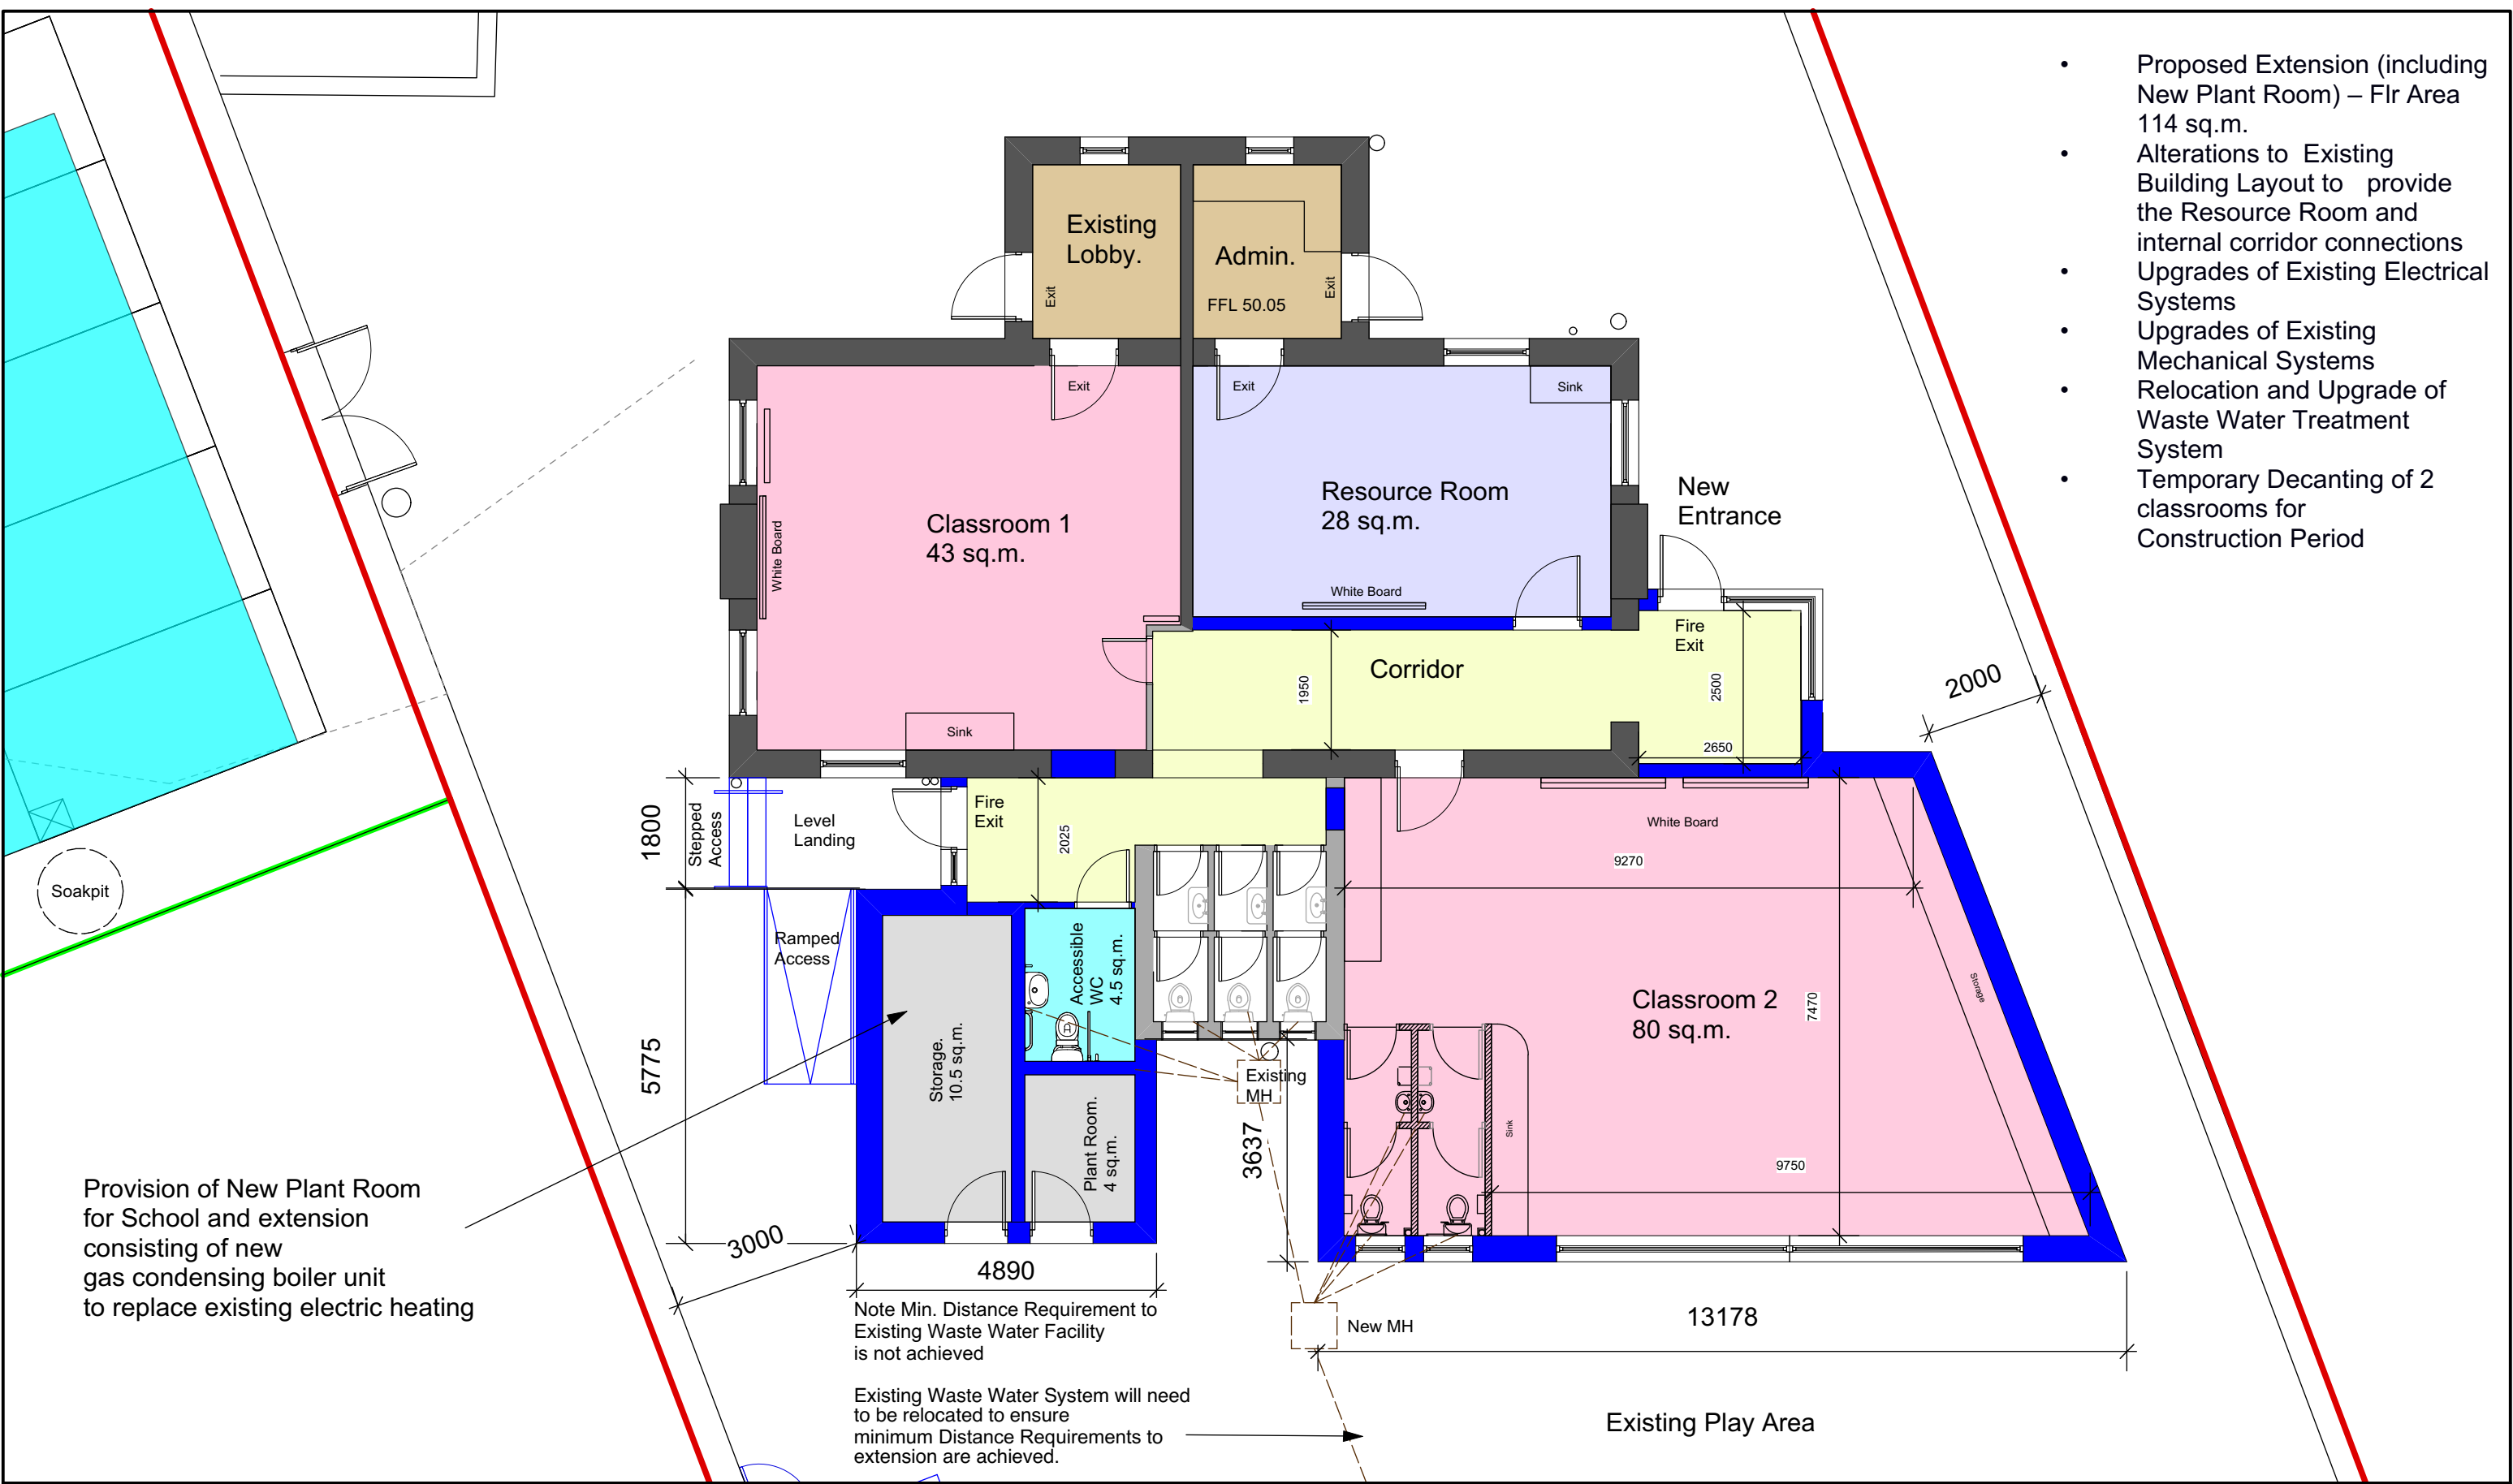 • Proposed Extension (including
New Plant Room) – Flr Area
114 sq.m.
• Alterations to Existing
Building Layout to provide
the Resource Room and
internal corridor connections
• Upgrades of Existing Electrical
Systems
• Upgrades of Existing
Mechanical Systems
• Relocation and Upgrade of
Waste Water Treatment
System
• Temporary Decanting of 2
classrooms for
Construction Period
Existing
Lobby.
Exit
Admin.
FFL 50.05
Exit
Exit
Exit
Sink
Classroom 1
43 sq.m.
White Board
Sink
Resource Room
28 sq.m.
White Board
New
Entrance
Fire
Exit
Corridor
1950
2500
2650
2000
1800
Stepped
Access
Level
Landing
Fire
Exit
2025
Soakpit
Ramped
Access
5775
Storage.
10.5 sq.m.
Accessible
WC
4.5 sq.m.
Plant Room.
4 sq.m.
Existing
MH
3637
White Board
9270
Classroom 2
80 sq.m.
7470
Storage
Sink
9750
Provision of New Plant Room
for School and extension
consisting of new
gas condensing boiler unit
to replace existing electric heating
3000
4890
13178
New MH
Note Min. Distance Requirement to
Existing Waste Water Facility
is not achieved
Existing Waste Water System will need
to be relocated to ensure
minimum Distance Requirements to
extension are achieved.
Existing Play Area